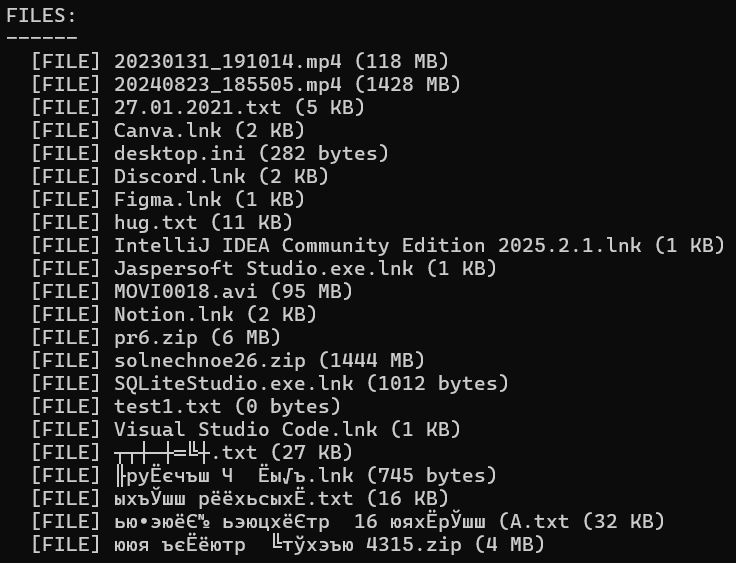 FILES:
------
[FILE] 20230131_191014.mp4 (118 MB)
[FILE] 20240823_185505.mp4 (1428 MB)
[FILE] 27.01.2021.txt (5 KB)
[FILE] Canva.lnk (2 KB)
[FILE] desktop.ini (282 bytes)
[FILE] Discord.lnk (2 KB)
[FILE] Figma.lnk (1 KB)
[FILE] hug.txt (11 KB)
[FILE] IntelliJ IDEA Community Edition 2025.2.1.lnk (1 KB)
[FILE] Jaspersoft Studio.exe.lnk (1 KB)
[FILE] MOVI0018.avi (95 MB)
[FILE] Notion.lnk (2 KB)
[FILE] pr6.zip (6 MB)
[FILE] solnechnoe26.zip (1444 MB)
[FILE] SQLiteStudio.exe.lnk (1012 bytes)
[FILE] test1.txt (0 bytes)
[FILE] Visual Studio Code.lnk (1 KB)
[FILE] ┬┬┼─┼=╚┼.txt (27 KB)
[FILE] ╟руЁєчъш Ч  Ёы√ъ.lnk (745 bytes)
[FILE] ыхъЎшш рёёхьсыхЁ.txt (16 KB)
[FILE] ью∙эюёЄ№ ьэюцхёЄтр  16 юяхЁрЎшш (A.txt (32 KB)
[FILE] ююя ъєЁёютр  ╚тўхэъю 4315.zip (4 MB)